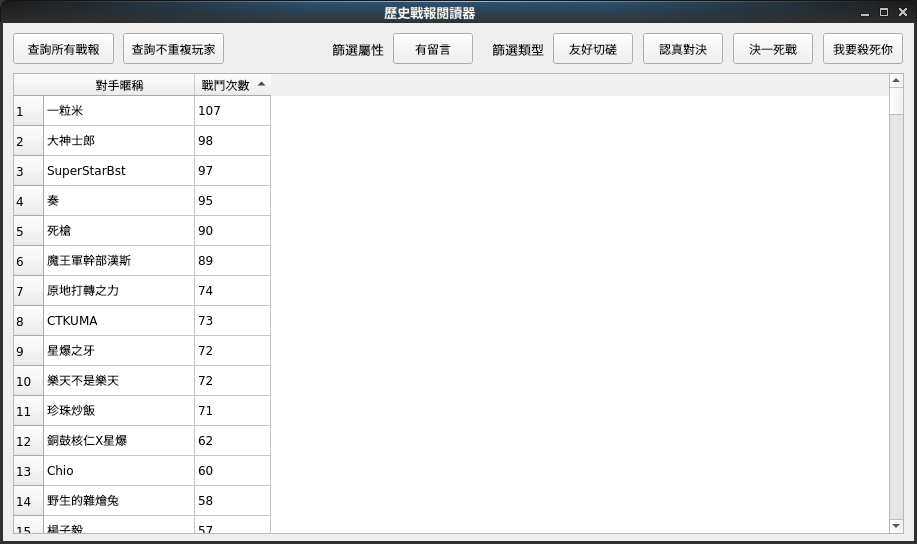 歷史戰報閱讀器
查詢所有戰報 查詢不重複玩家 篩選屬性 有留言 篩選類型 友好切磋 認真對決 決一死戰 我要殺死你
對手暱稱 戰鬥次數
1 一粒米 107
2 大神士郎 98
3 SuperStarBst 97
4 奏 95
5 死槍 90
6 魔王軍幹部漢斯 89
7 原地打轉之力 74
8 CTKUMA 73
9 星爆之牙 72
10 樂天不是樂天 72
11 珍珠炒飯 71
12 銅鼓核仁X星爆 62
13 Chio 60
14 野生的雜燴兔 58
15 楊子毅 57